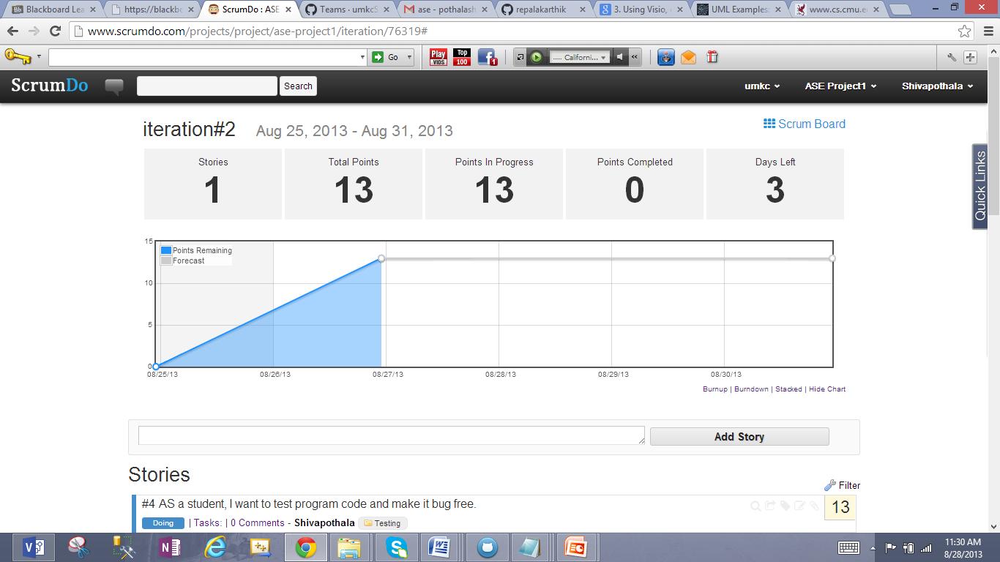 Blackboard Lea
https://blackbo
ScrumDo : ASE
Teams · umkcS
ase - pothalash
repalakarthik
3. Using Visio,
UML Examples:
www.cs.cmu.e
www.scrumdo.com/projects/project/ase-project1/iteration/76319#
Go
Play VIDS
Top 100
1
..... Californi...
ScrumDo
Search
umkc
ASE Project1
Shivapothala
iteration#2 Aug 25, 2013 - Aug 31, 2013
Scrum Board
Stories
1
Total Points
13
Points In Progress
13
Points Completed
0
Days Left
3
Quick Links
15
10
5
0
Points Remaining
Forecast
08/25/13 08/26/13 08/27/13 08/28/13 08/29/13 08/30/13
Burnup | Burndown | Stacked | Hide Chart
Add Story
Stories
Filter
#4 AS a student, I want to test program code and make it bug free.
13
Doing | Tasks: | 0 Comments - Shivapothala Testing
11:30 AM
8/28/2013